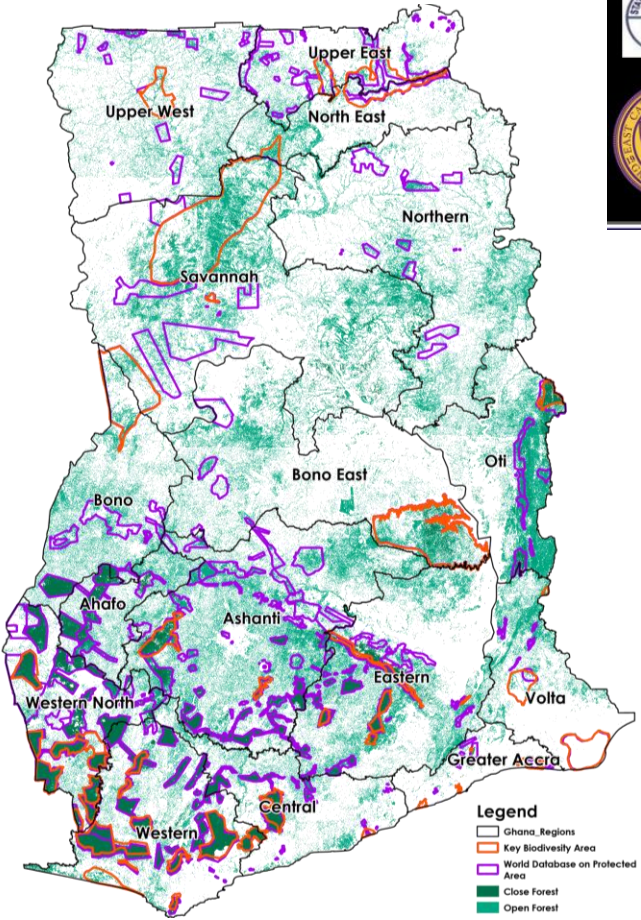 Upper East
Upper West
North East
Northern
Savannah
Bono East
Oti
Bono
Ahafo
Ashanti
Eastern
Western North
Volta
Greater Accra
Central
Western
Legend
Ghana_Regions
Key Biodivesity Area
World Database on Protected
Area
Close Forest
Open Forest